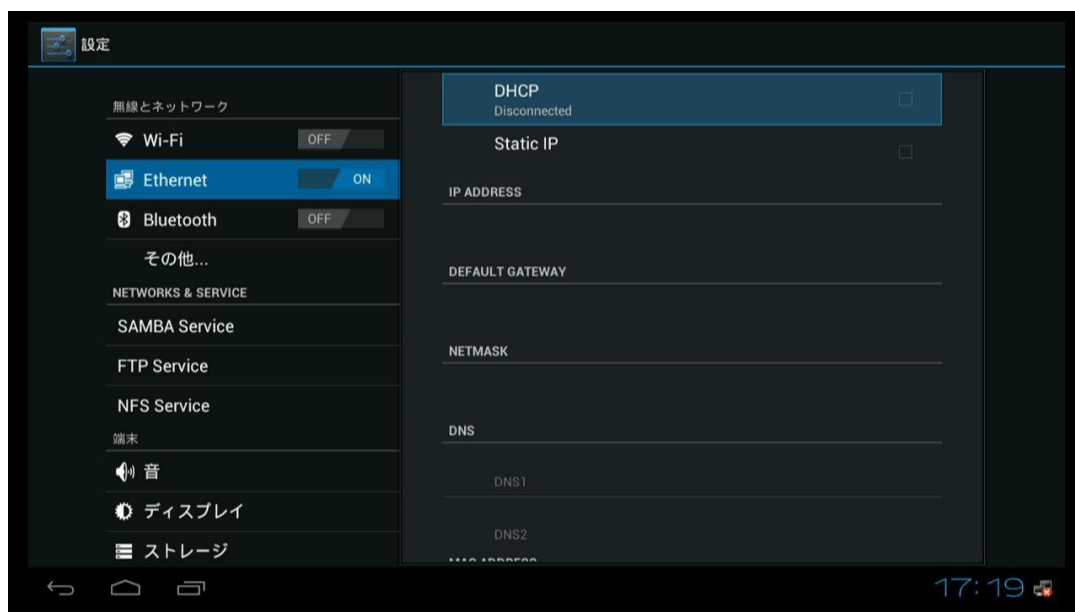 設定
無線とネットワーク
Wi-Fi OFF
Ethernet ON
Bluetooth OFF
その他...
NETWORKS & SERVICE
SAMBA Service
FTP Service
NFS Service
端末
音
ディスプレイ
ストレージ
DHCP
Disconnected
Static IP
IP ADDRESS
DEFAULT GATEWAY
NETMASK
DNS
DNS1
DNS2
MAC ADDRESS
17:19